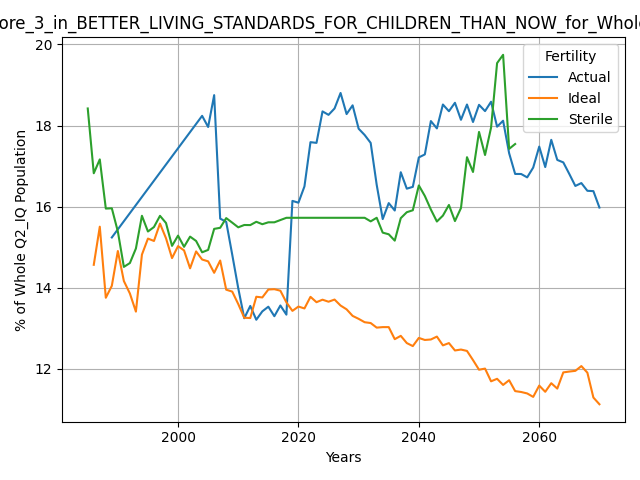 ore_3_in_BETTER_LIVING_STANDARDS_FOR_CHILDREN_THAN_NOW_for_Whole
Fertility
Actual
Ideal
Sterile
% of Whole Q2_IQ Population
20
18
16
14
12
2000
2020
2040
2060
Years